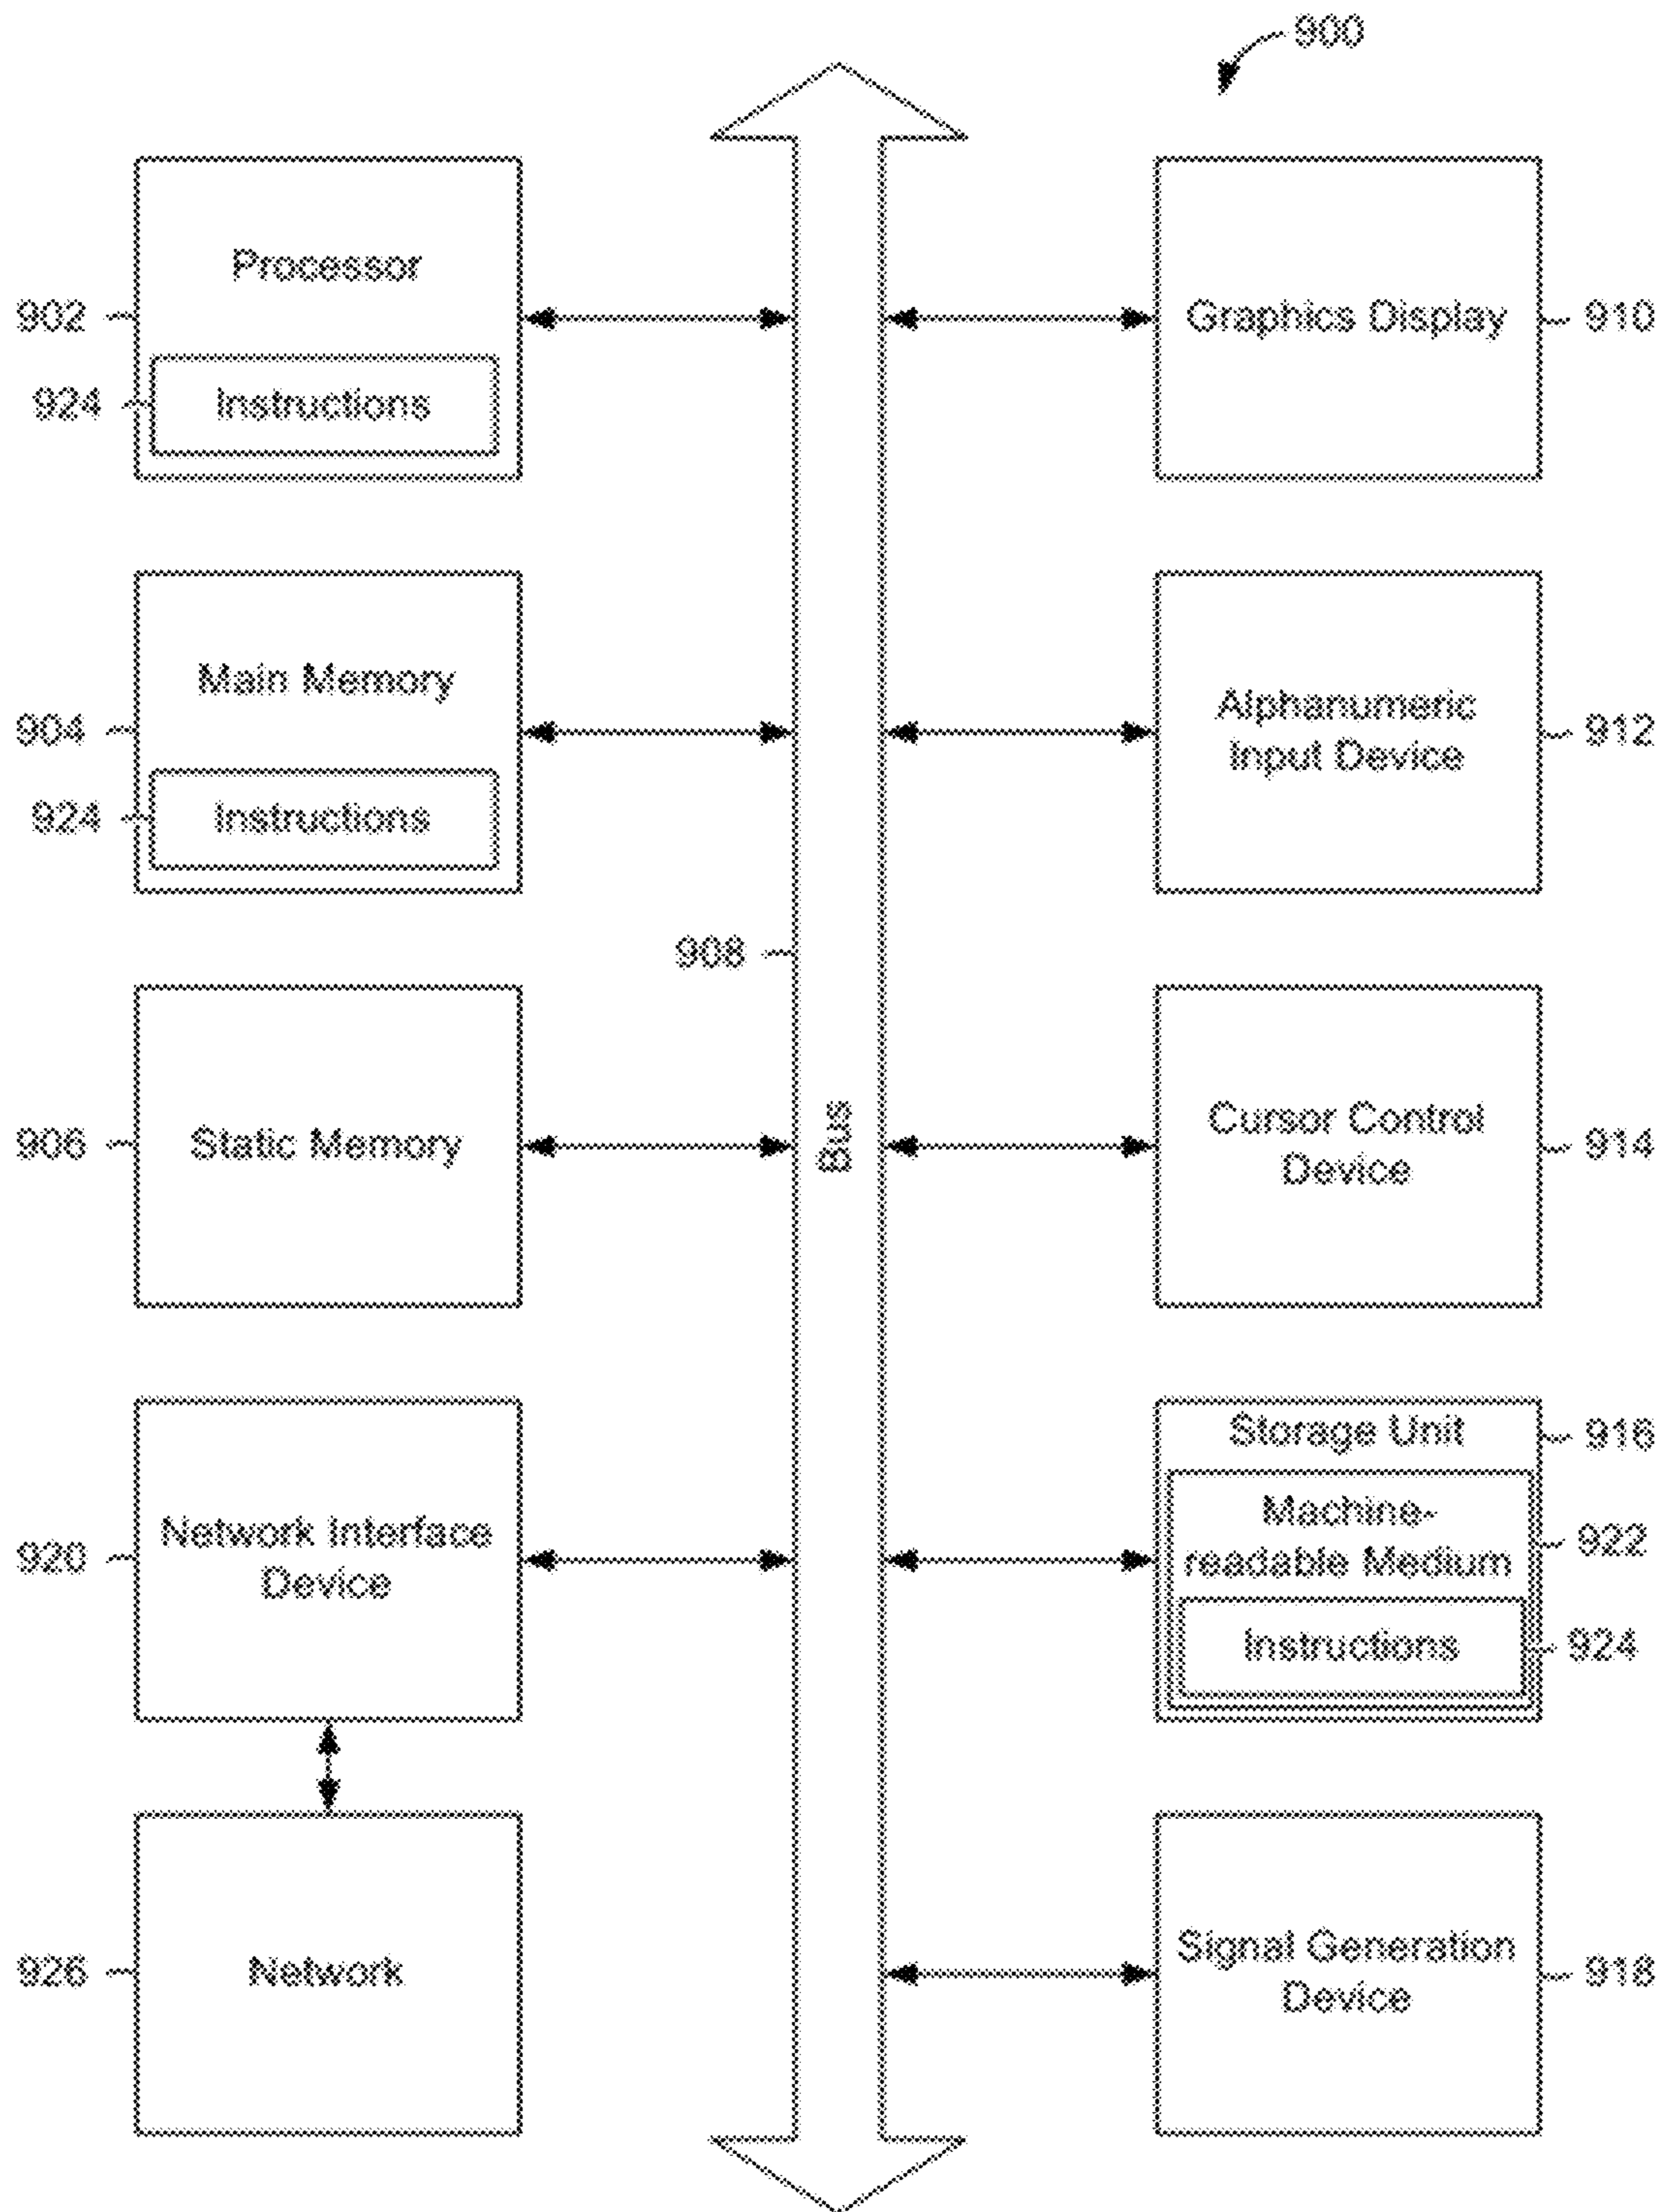 900
Processor
902
924
Instructions
Graphics Display
910
Main Memory
904
924
Instructions
Alphanumeric
Input Device
912
908
Bus
Static Memory
906
Cursor Control
Device
914
Network Interface
Device
920
Storage Unit
916
Machine-
readable Medium
922
Instructions
924
Network
926
Signal Generation
Device
918